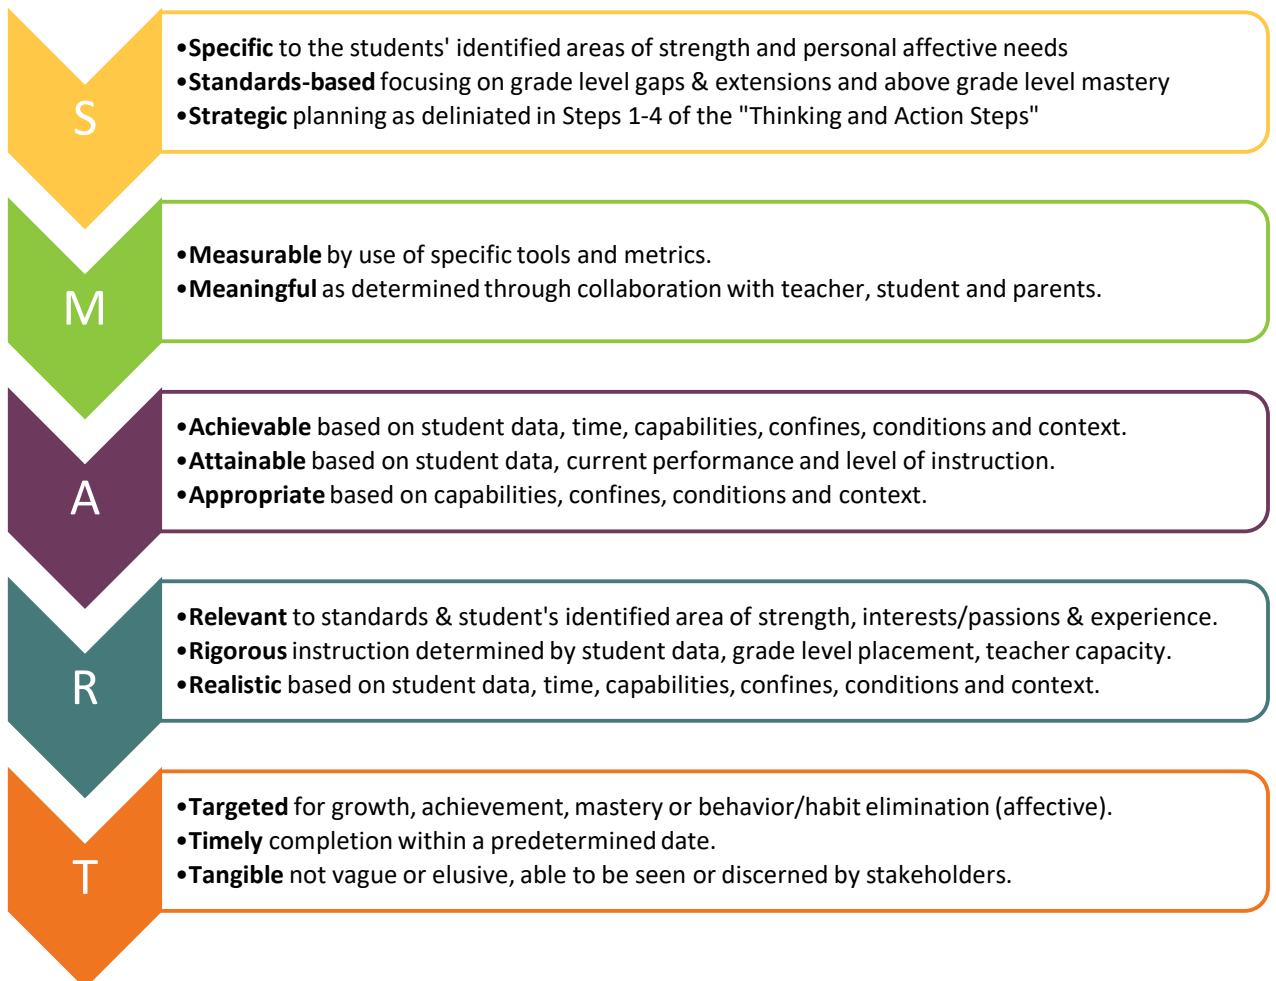 S
•Specific to the students' identified areas of strength and personal affective needs
•Standards-based focusing on grade level gaps & extensions and above grade level mastery
•Strategic planning as deliniated in Steps 1-4 of the "Thinking and Action Steps"
M
•Measurable by use of specific tools and metrics.
•Meaningful as determined through collaboration with teacher, student and parents.
A
•Achievable based on student data, time, capabilities, confines, conditions and context.
•Attainable based on student data, current performance and level of instruction.
•Appropriate based on capabilities, confines, conditions and context.
R
•Relevant to standards & student's identified area of strength, interests/passions & experience.
•Rigorous instruction determined by student data, grade level placement, teacher capacity.
•Realistic based on student data, time, capabilities, confines, conditions and context.
T
•Targeted for growth, achievement, mastery or behavior/habit elimination (affective).
•Timely completion within a predetermined date.
•Tangible not vague or elusive, able to be seen or discerned by stakeholders.